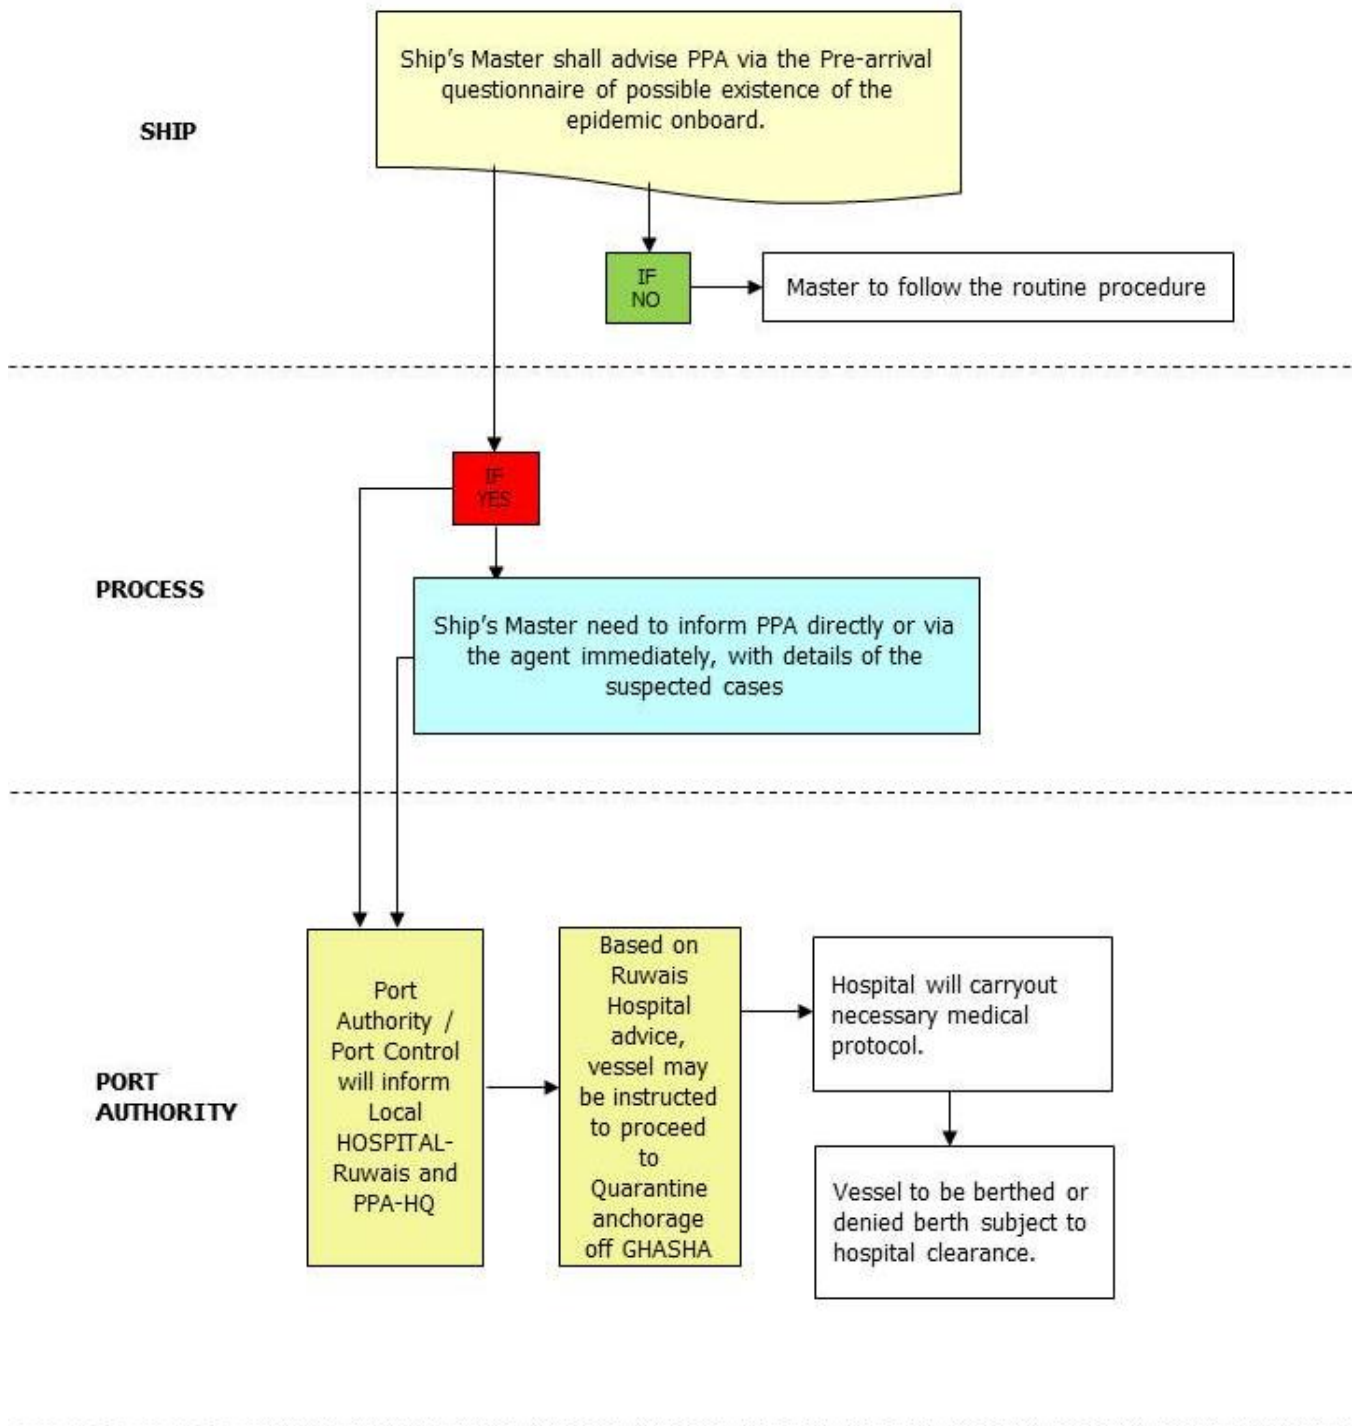 Ship's Master shall advise PPA via the Pre-arrival
questionnaire of possible existence of the
epidemic onboard.
SHIP
IF
NO
Master to follow the routine procedure
IF
YES
PROCESS
Ship's Master need to inform PPA directly or via
the agent immediately, with details of the
suspected cases
PORT
AUTHORITY
Port
Authority /
Port Control
will inform
Local
HOSPITAL-
Ruwais and
PPA-HQ
Based on
Ruwais
Hospital
advice,
vessel may
be instructed
to proceed
to
Quarantine
anchorage
off GHASHA
Hospital will carryout
necessary medical
protocol.
Vessel to be berthed or
denied berth subject to
hospital clearance.